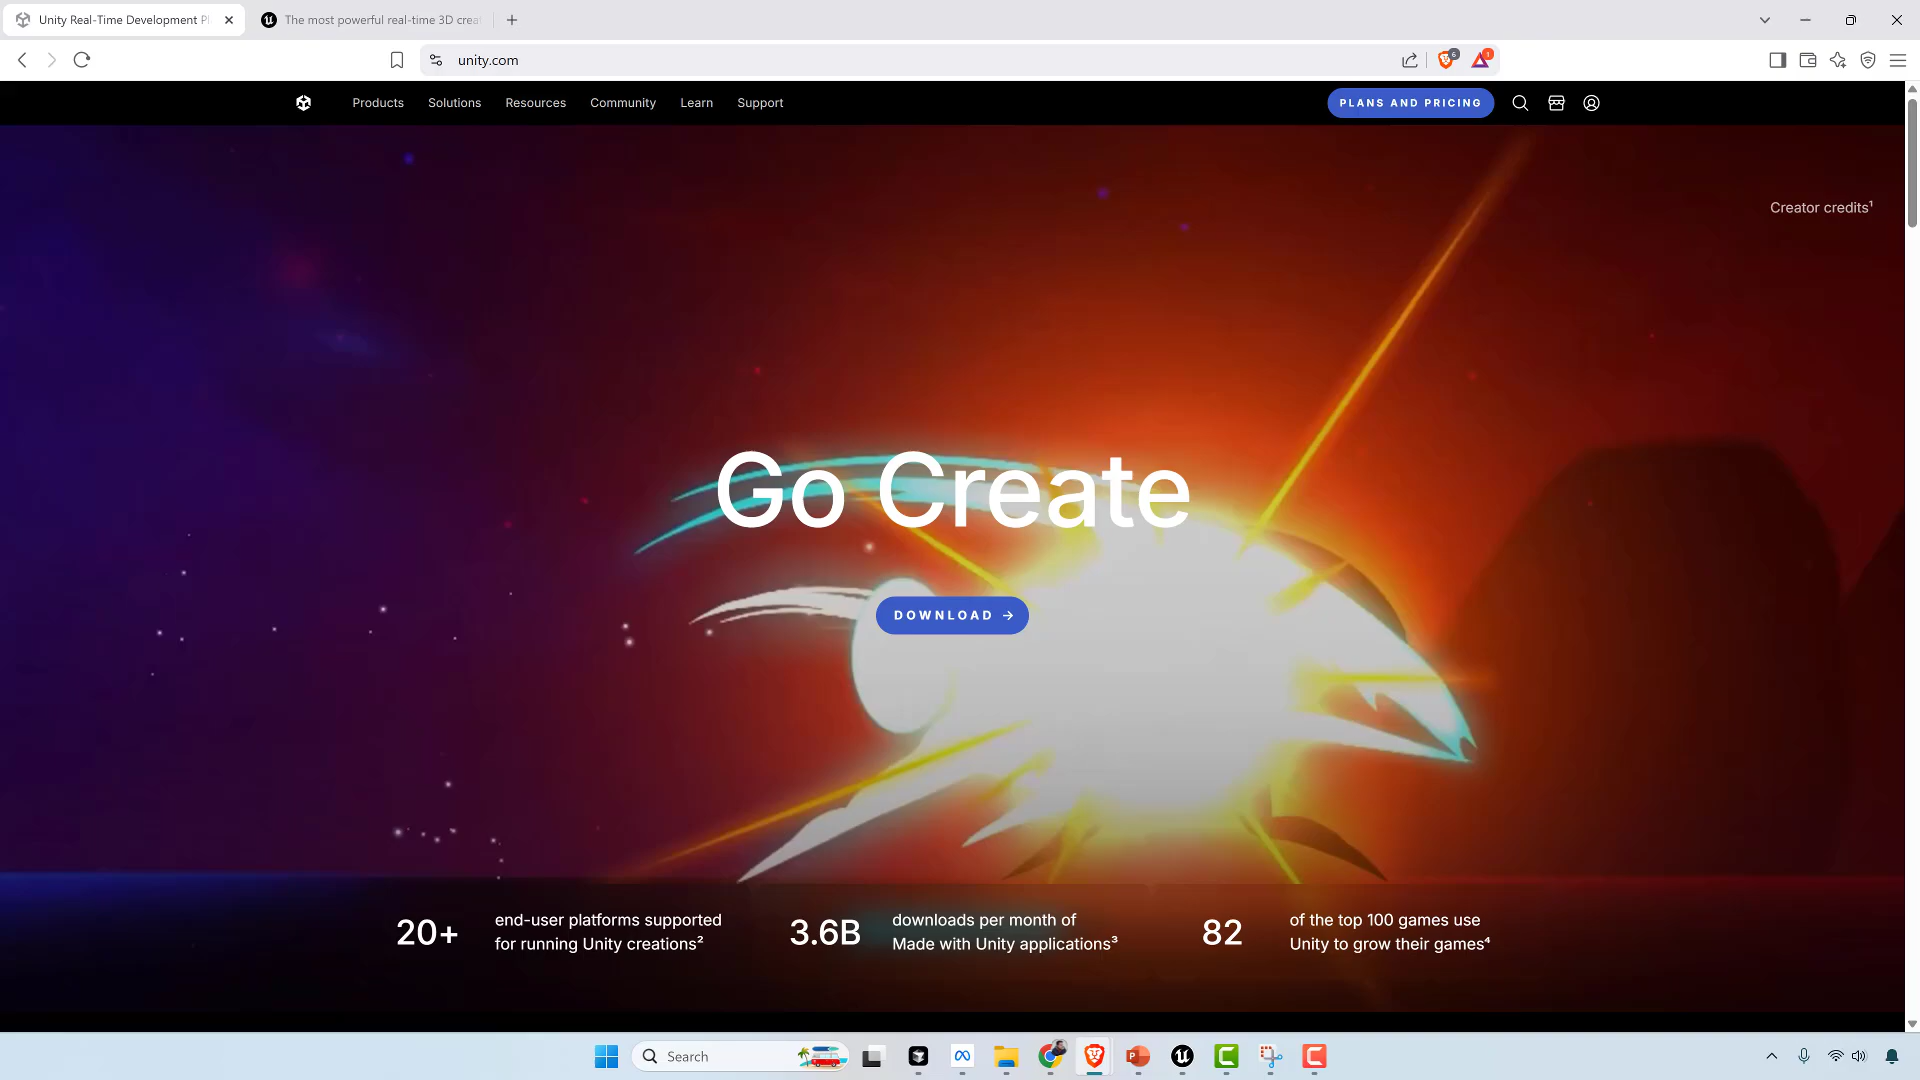 Unity Real-Time Development Pl
The most powerful real-time 3D creat
unity.com
6
1
Products
Solutions
Resources
Community
Learn
Support
PLANS AND PRICING
Creator credits¹
Go Create
DOWNLOAD →
20+
end-user platforms supported
for running Unity creations²
3.6B
downloads per month of
Made with Unity applications³
82
of the top 100 games use
Unity to grow their games⁴
Search